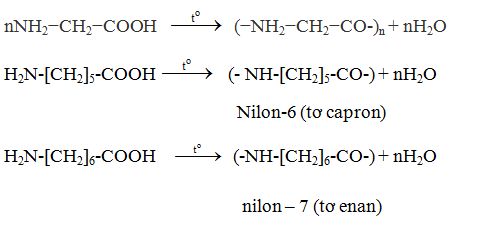 nNH₂−CH₂−COOH —t°→ (−NH₂−CH₂−CO-)ₙ + nH₂O
H₂N-[CH₂]₅-COOH —t°→ (- NH-[CH₂]₅-CO-) + nH₂O
Nilon-6 (tơ capron)
H₂N-[CH₂]₆-COOH —t°→ (-NH-[CH₂]₆-CO-) + nH₂O
nilon – 7 (tơ enan)